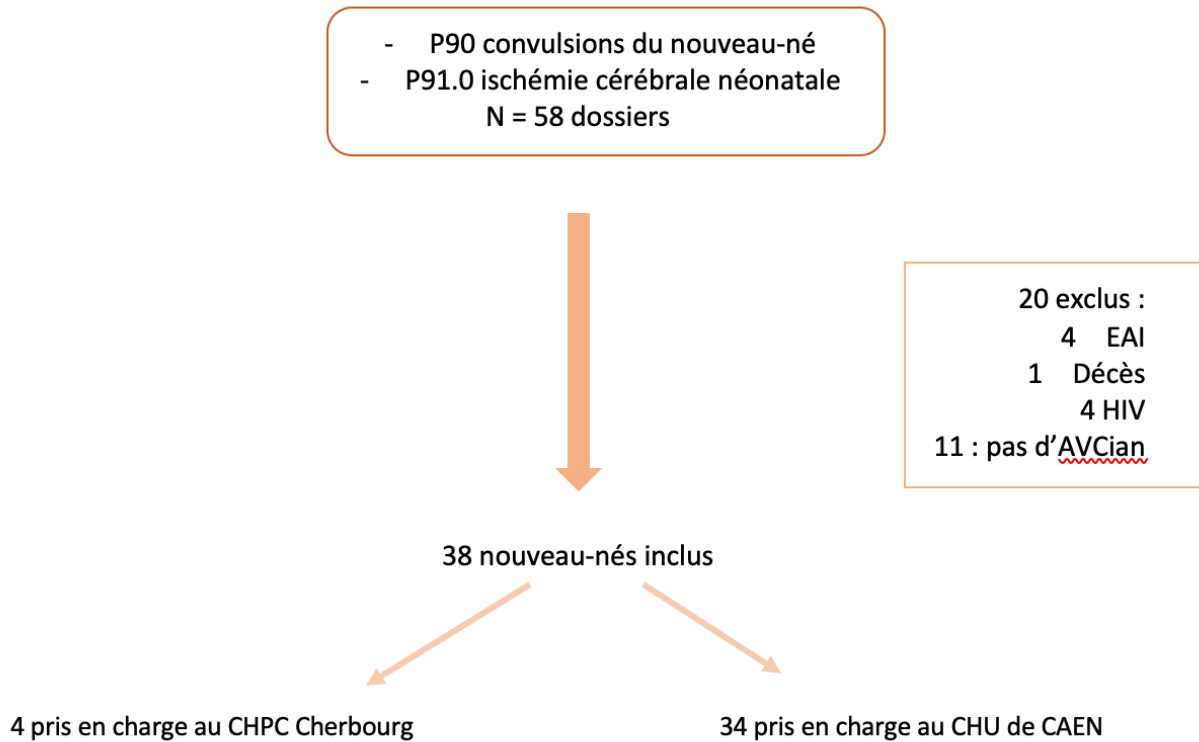 - P90 convulsions du nouveau-né
- P91.0 ischémie cérébrale néonatale
N = 58 dossiers
20 exclus :
4 EAI
1 Décès
4 HIV
11 : pas d’AVCian
38 nouveau-nés inclus
4 pris en charge au CHPC Cherbourg
34 pris en charge au CHU de CAEN